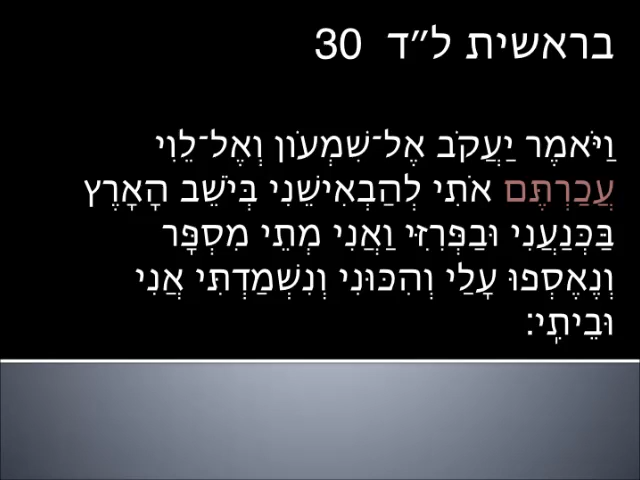 בראשית ל״ד 30
וַיֹּאמֶר יַעֲקֹב אֶל־שִׁמְעוֹן וְאֶל־לֵוִי
עֲכַרְתֶּם אֹתִי לְהַבְאִישֵׁנִי בְּיֹשֵׁב הָאָרֶץ
בַּכְּנַעֲנִי וּבַפְּרִזִּי וַאֲנִי מְתֵי מִסְפָּר
וְנֶאֶסְפוּ עָלַי וְהִכּוּנִי וְנִשְׁמַדְתִּי אֲנִי
וּבֵיתִֽי׃